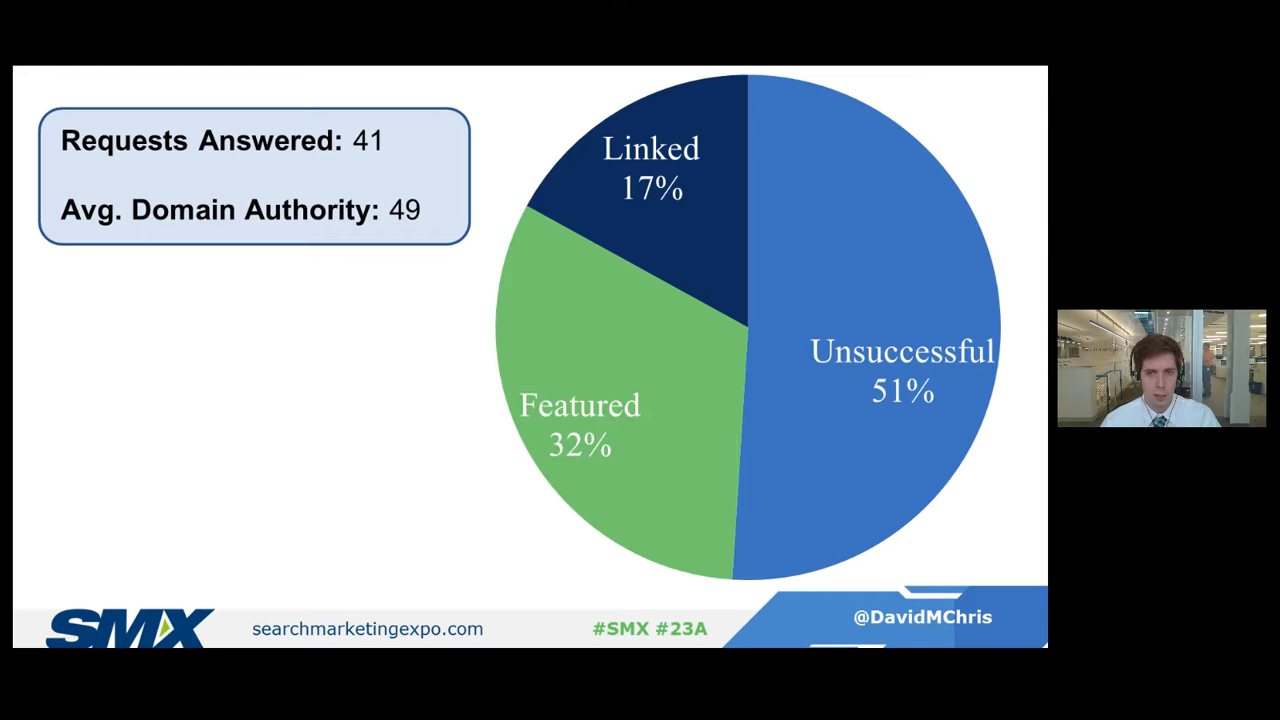 Requests Answered: 41
Avg. Domain Authority: 49
Linked
17%
Unsuccessful
51%
Featured
32%
SMX
searchmarketingexpo.com
#SMX #23A
@DavidMChris